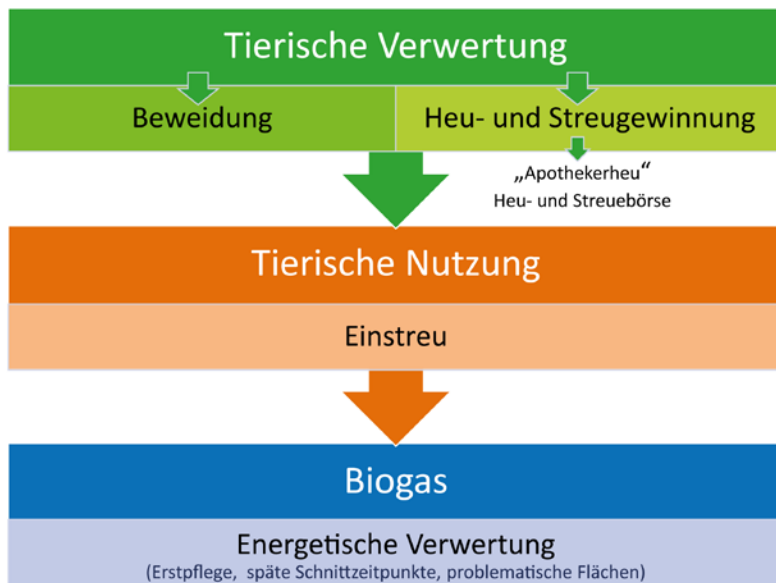 Tierische Verwertung
Beweidung
Heu- und Streugewinnung
„Apothekerheu“
Heu- und Streuebörse
Tierische Nutzung
Einstreu
Biogas
Energetische Verwertung
(Erstpflege, späte Schnittzeitpunkte, problematische Flächen)